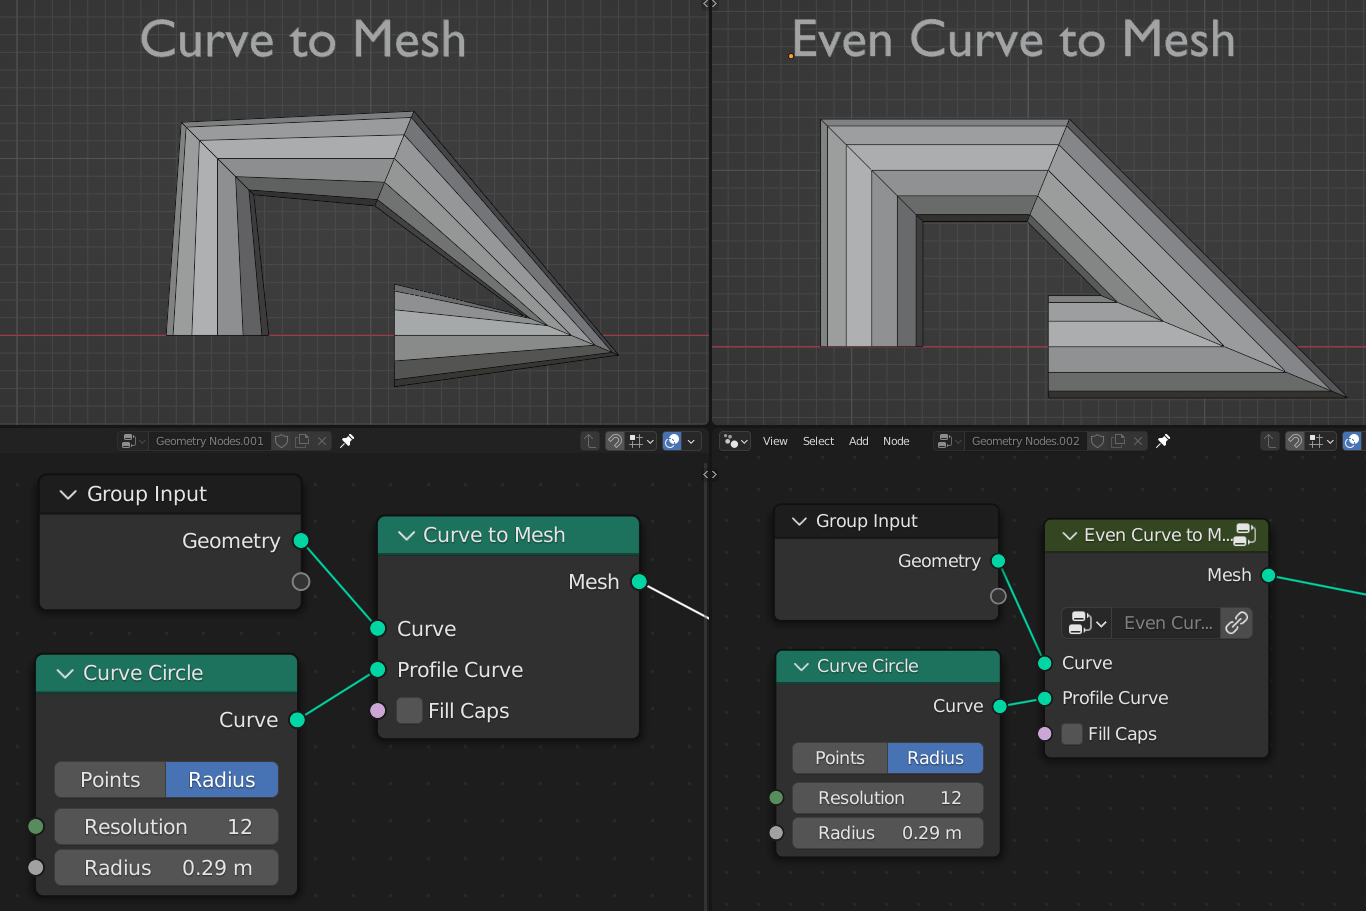 Curve to Mesh
Even Curve to Mesh
Geometry Nodes.001
View Select Add Node
Geometry Nodes.002
Group Input
Geometry
Curve to Mesh
Mesh
Curve
Profile Curve
Fill Caps
Curve Circle
Curve
Points Radius
Resolution 12
Radius 0.29 m
Group Input
Geometry
Even Curve to M...
Mesh
Even Cur...
Curve
Profile Curve
Fill Caps
Curve Circle
Curve
Points Radius
Resolution 12
Radius 0.29 m